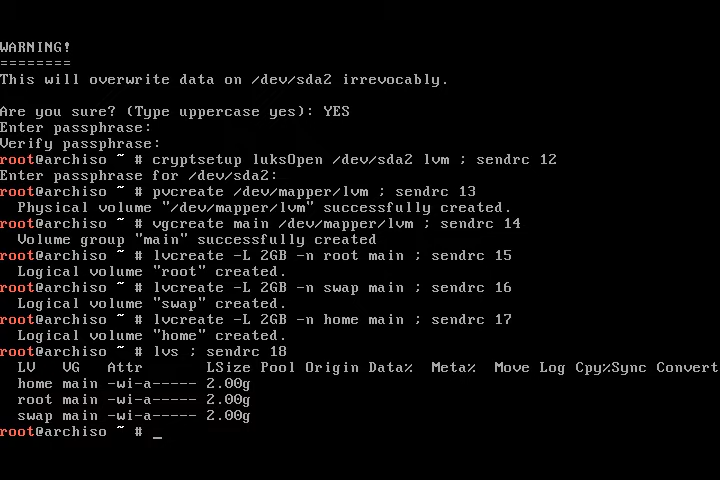 WARNING!
========
This will overwrite data on /dev/sda2 irrevocably.
Are you sure? (Type uppercase yes): YES
Enter passphrase:
Verify passphrase:
root@archiso ~ # cryptsetup luksOpen /dev/sda2 lvm ; sendrc 12
Enter passphrase for /dev/sda2:
root@archiso ~ # pvcreate /dev/mapper/lvm ; sendrc 13
  Physical volume "/dev/mapper/lvm" successfully created.
root@archiso ~ # vgcreate main /dev/mapper/lvm ; sendrc 14
  Volume group "main" successfully created
root@archiso ~ # lvcreate -L 2GB -n root main ; sendrc 15
  Logical volume "root" created.
root@archiso ~ # lvcreate -L 2GB -n swap main ; sendrc 16
  Logical volume "swap" created.
root@archiso ~ # lvcreate -L 2GB -n home main ; sendrc 17
  Logical volume "home" created.
root@archiso ~ # lvs ; sendrc 18
  LV   VG   Attr       LSize Pool Origin Data%  Meta%  Move Log Cpy%Sync Convert
  home main -wi-a----- 2.00g
  root main -wi-a----- 2.00g
  swap main -wi-a----- 2.00g
root@archiso ~ # _